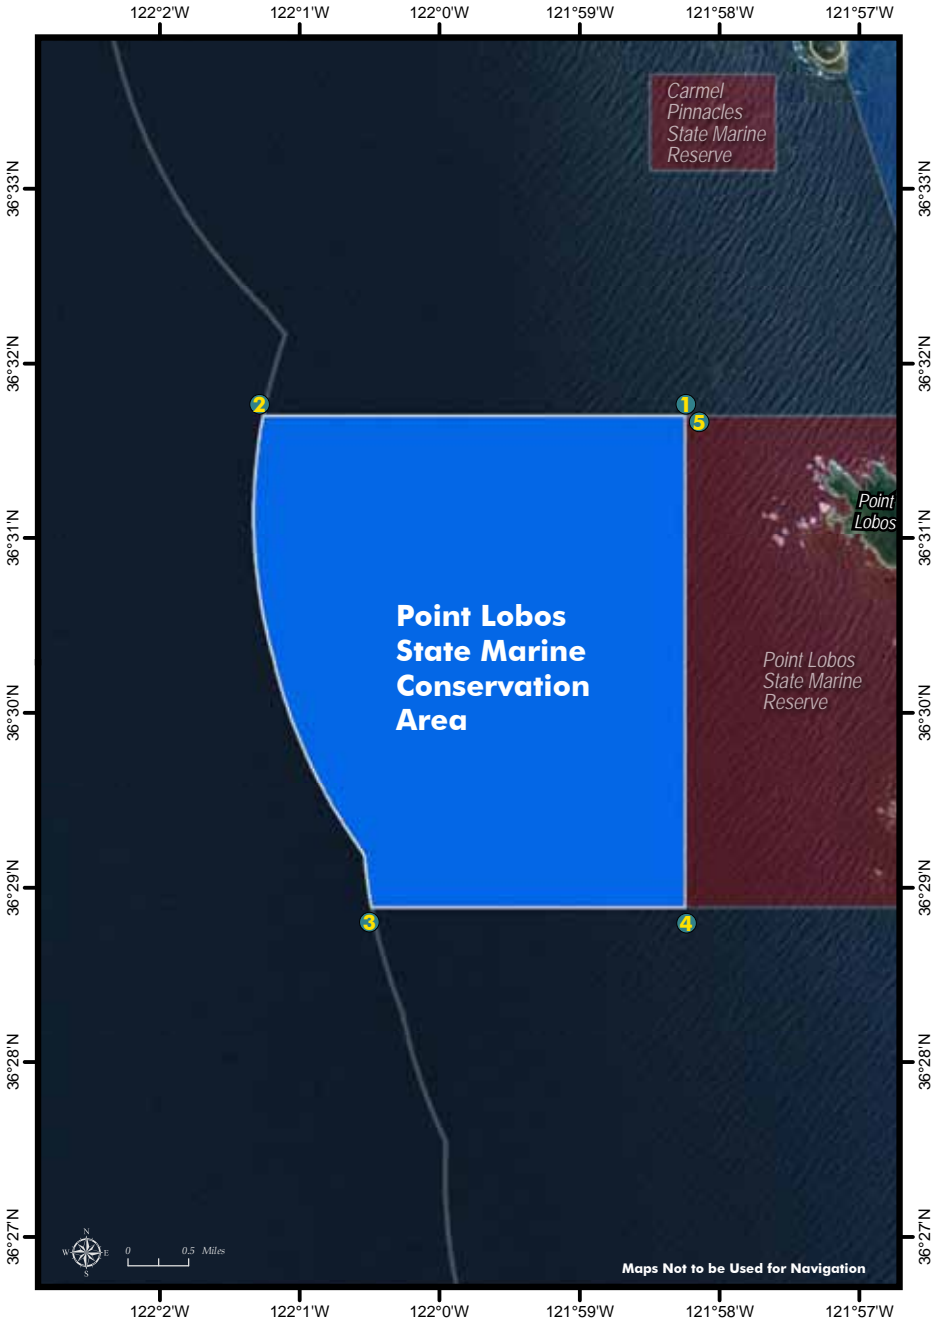 122°2'W 122°1'W 122°0'W 121°59'W 121°58'W 121°57'W
Carmel
Pinnacles
State Marine
Reserve
36°33'N 36°33'N
36°32'N 36°32'N
2 1
5
Point
Lobos
36°31'N 36°31'N
Point Lobos
State Marine
Conservation
Area
Point Lobos
State Marine
Reserve
36°30'N 36°30'N
36°29'N 36°29'N
3 4
36°28'N 36°28'N
36°27'N 36°27'N
N
W E
S
0 0.5 Miles
Maps Not to be Used for Navigation
122°2'W 122°1'W 122°0'W 121°59'W 121°58'W 121°57'W